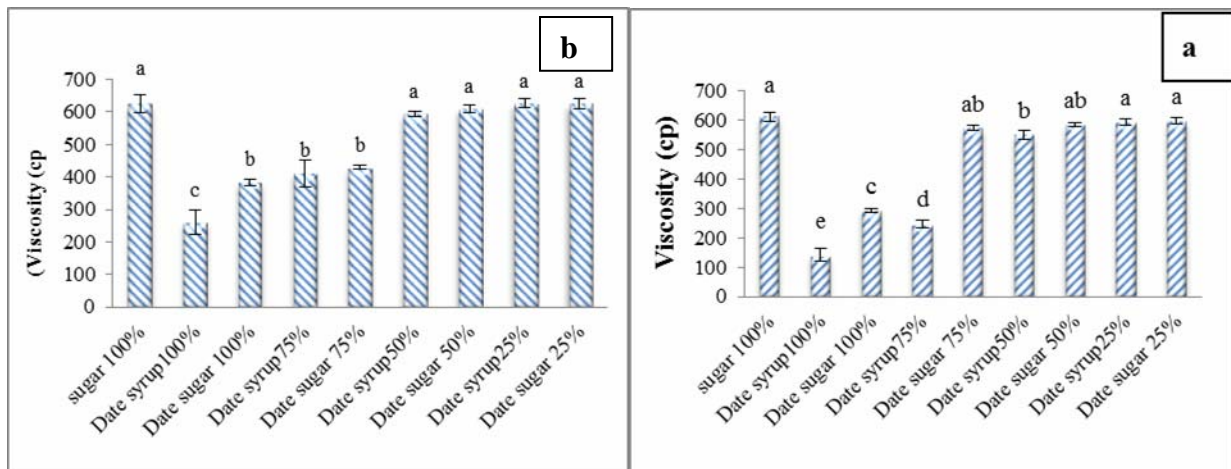 b
(Viscosity (cp
700
600
500
400
300
200
100
0
a
c
b
b
b
a
a
a
a
sugar 100%
Date syrup100%
Date sugar 100%
Date syrup75%
Date sugar 75%
Date syrup50%
Date sugar 50%
Date syrup25%
Date sugar 25%
a
Viscosity (cp)
700
600
500
400
300
200
100
0
a
e
c
d
ab
b
ab
a
a
sugar 100%
Date syrup100%
Date sugar 100%
Date syrup75%
Date sugar 75%
Date syrup50%
Date sugar 50%
Date syrup25%
Date sugar 25%